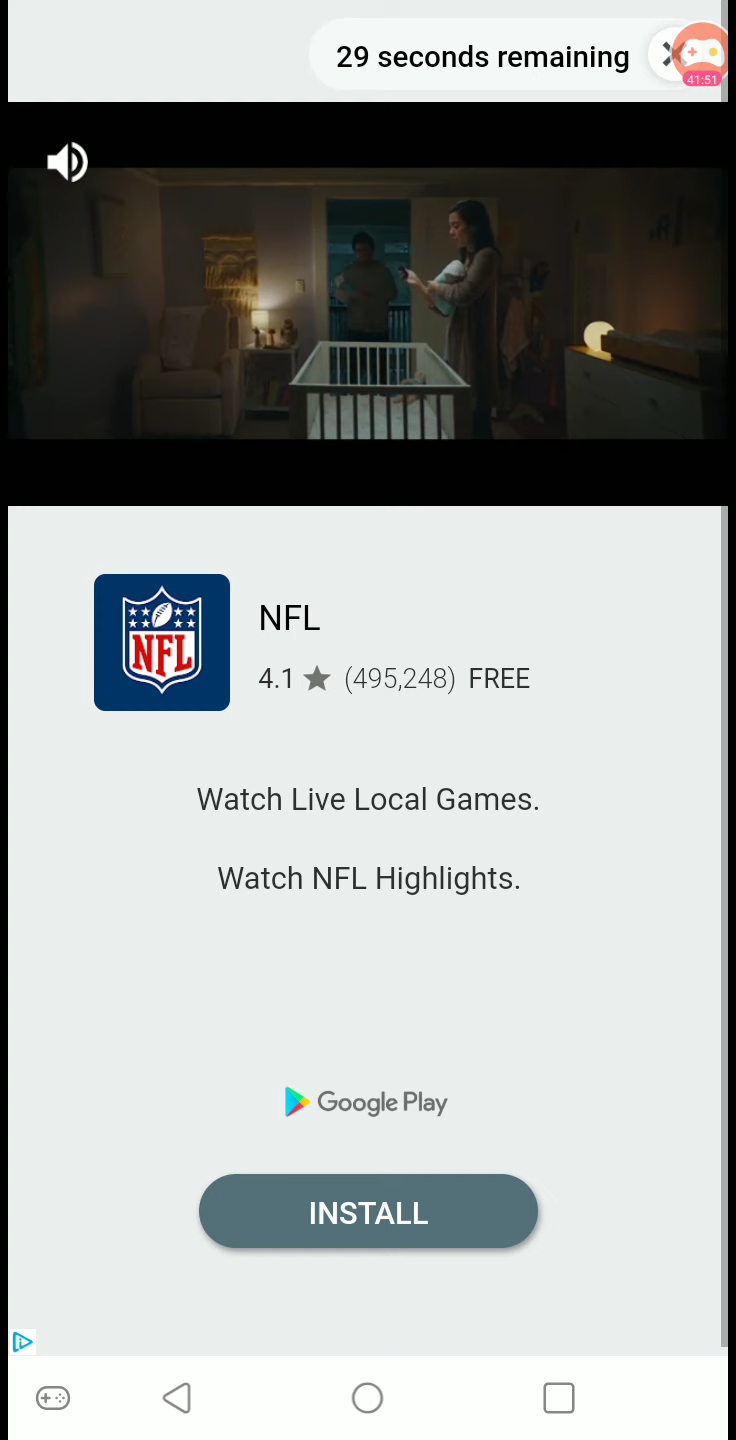 29 seconds remaining
41:51
NFL
NFL
4.1 ★ (495,248) FREE
Watch Live Local Games.
Watch NFL Highlights.
Google Play
INSTALL